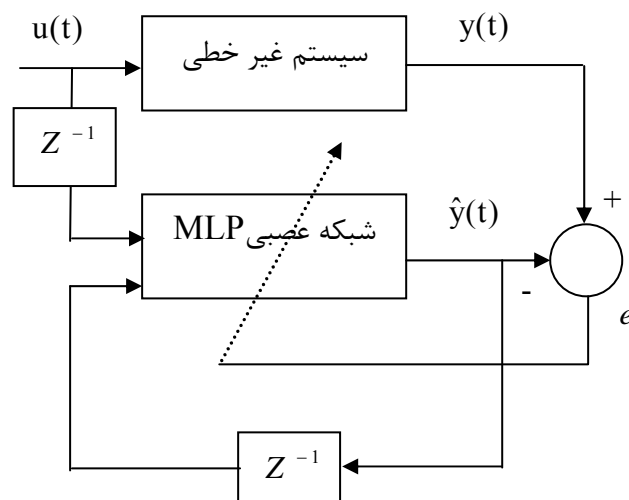 u(t)
سیستم غیر خطی
y(t)
Z −1
+
شبکه عصبی MLP
ŷ(t)
-
e
Z −1